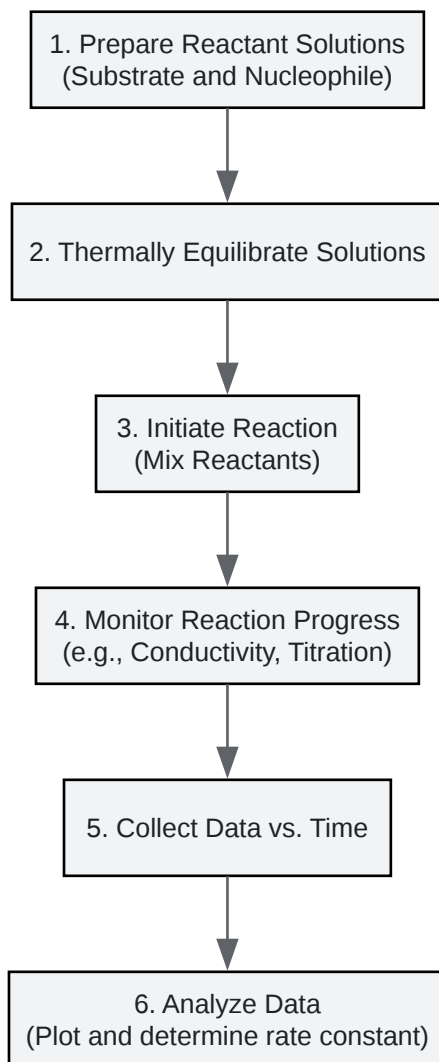 1. Prepare Reactant Solutions
(Substrate and Nucleophile)
2. Thermally Equilibrate Solutions
3. Initiate Reaction
(Mix Reactants)
4. Monitor Reaction Progress
(e.g., Conductivity, Titration)
5. Collect Data vs. Time
6. Analyze Data
(Plot and determine rate constant)